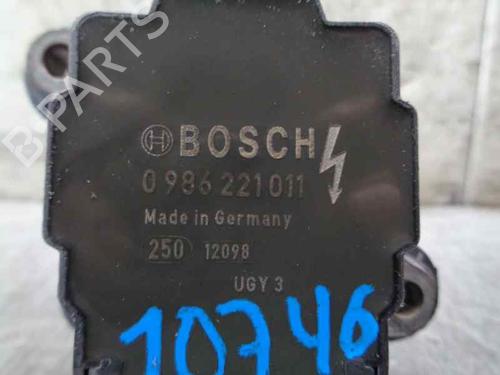 B-PARTS
BOSCH
0 986 221 011
Made in Germany
250 12098
UGY 3
10746